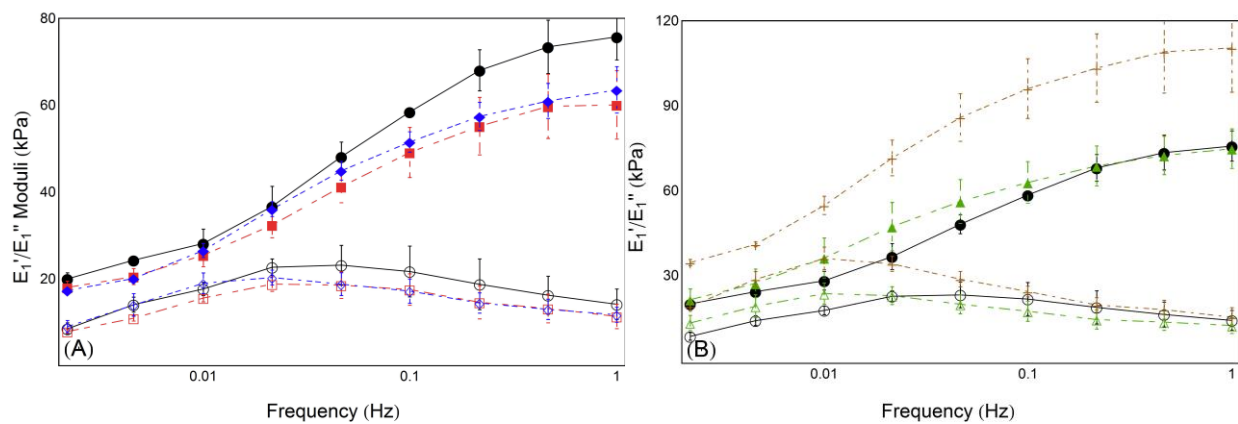 80
60
40
20
E₁'/E₁'' Moduli (kPa)
(A)
0.01
0.1
1
Frequency (Hz)
120
90
60
30
E₁'/E₁'' (kPa)
(B)
0.01
0.1
1
Frequency (Hz)